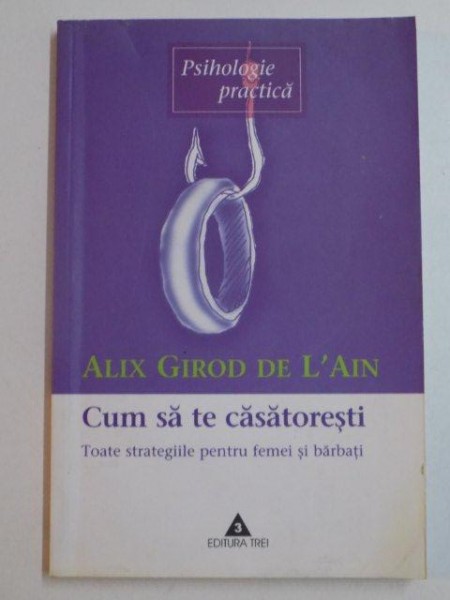 Psihologie
practică
ALIX GIROD DE L'AIN
Cum să te căsătorești
Toate strategiile pentru femei și bărbați
3
EDITURA TREI